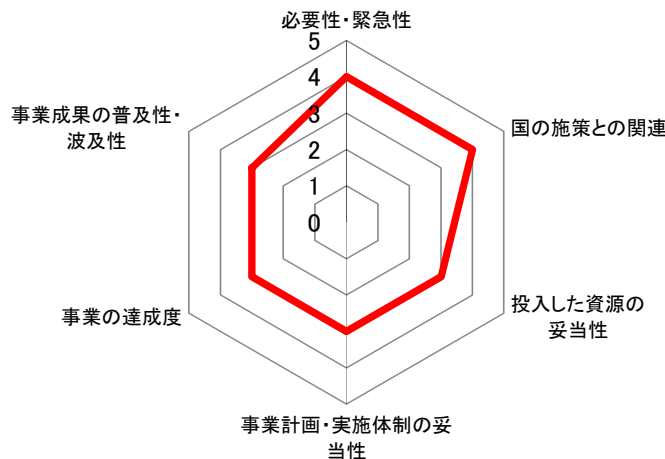 必要性・緊急性
5
4
3
2
1
0
国の施策との関連
投入した資源の
妥当性
事業計画・実施体制の妥
当性
事業の達成度
事業成果の普及性・
波及性